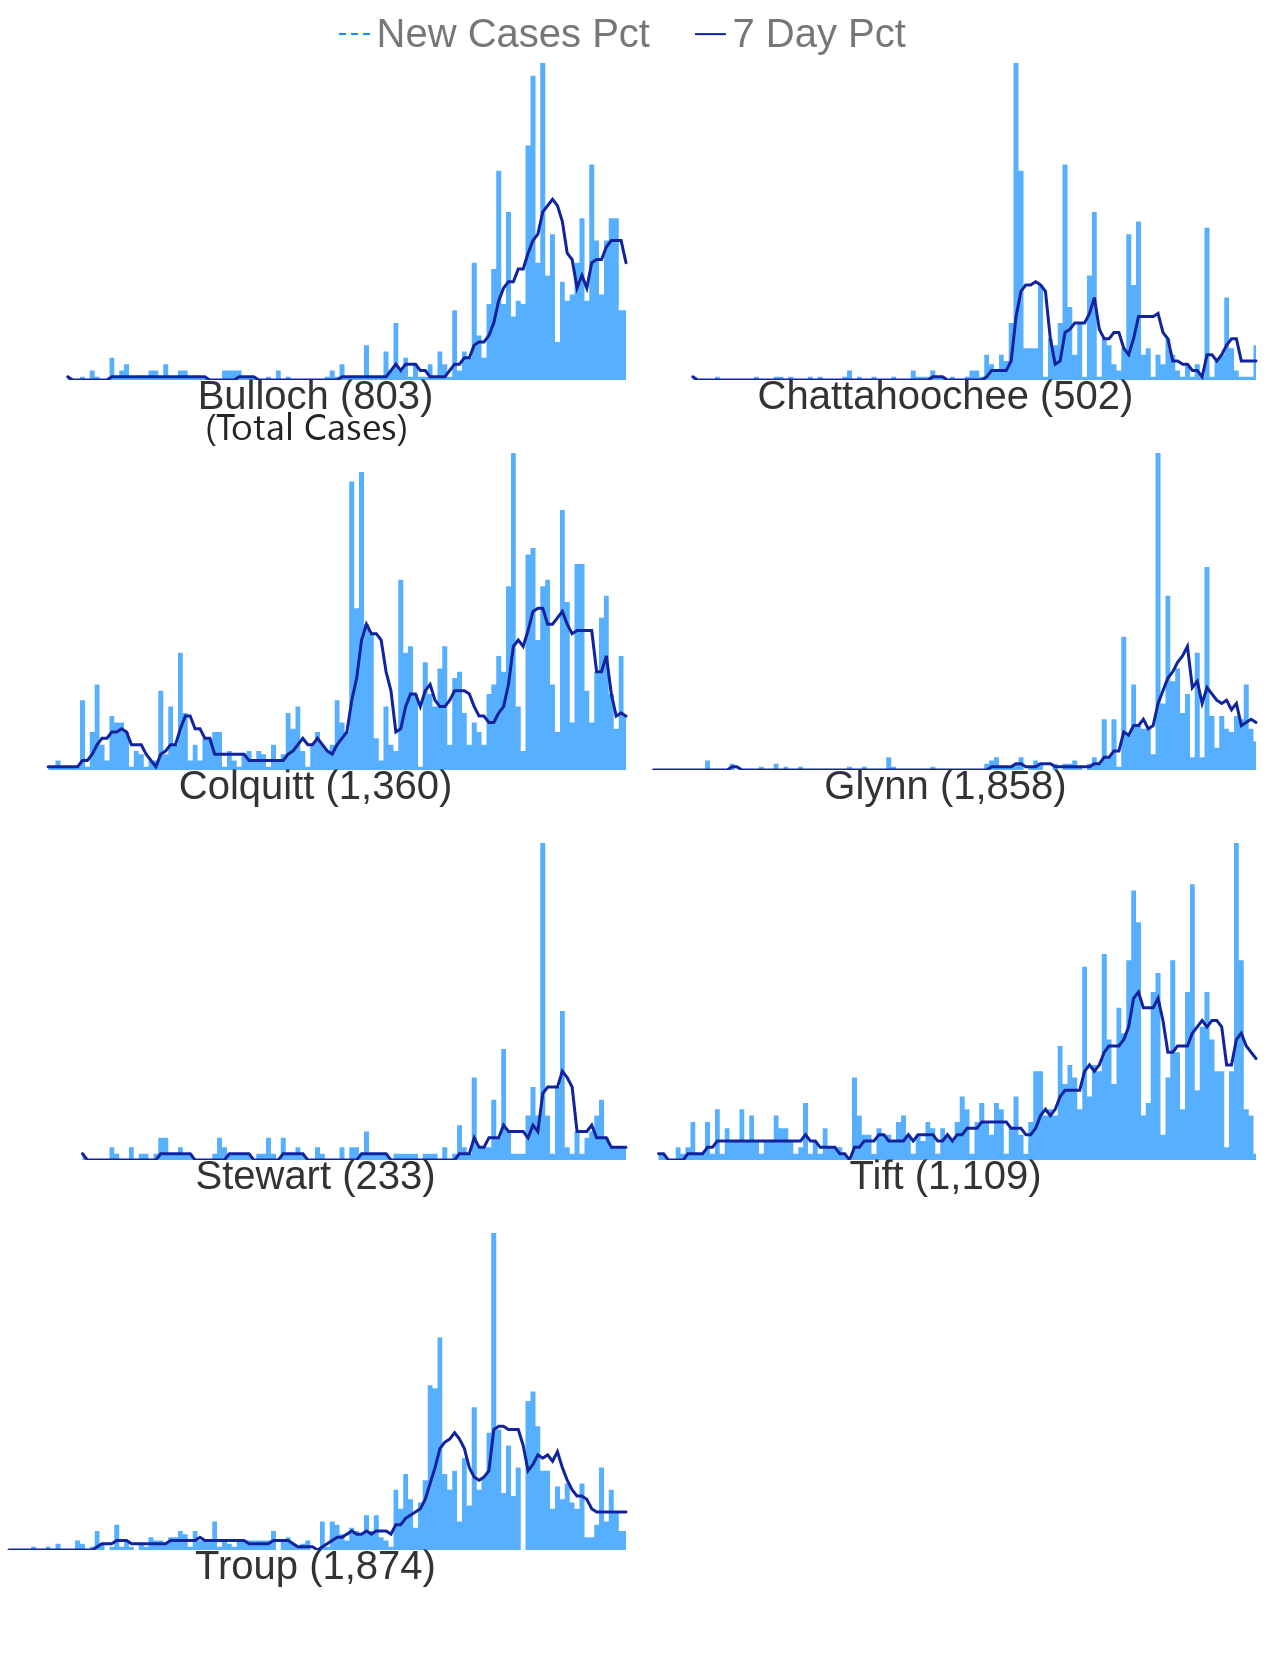 New Cases Pct 7 Day Pct
Bulloch (803) Chattahoochee (502)
(Total Cases)
Colquitt (1,360) Glynn (1,858)
Stewart (233) Tift (1,109)
Troup (1,874)